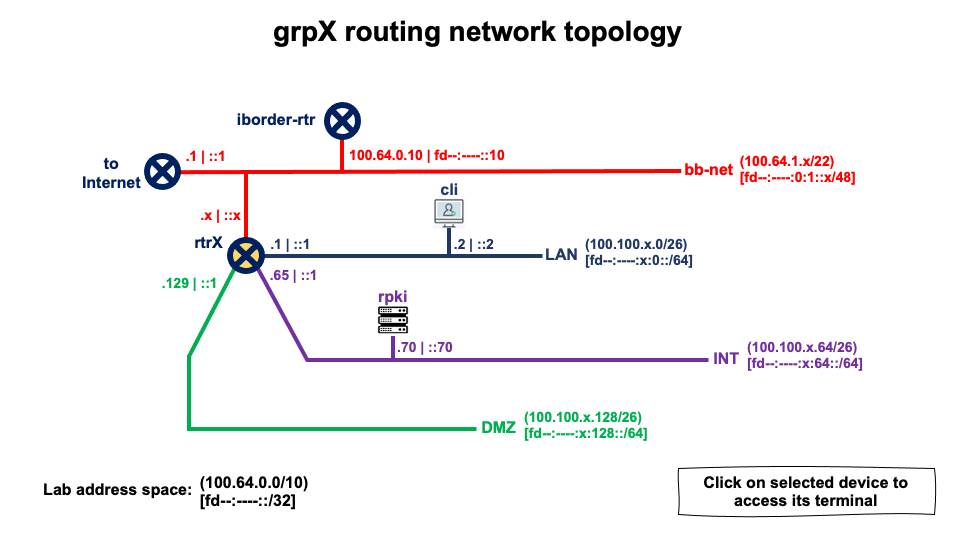 grpX routing network topology
iborder-rtr
to
Internet
.1 | ::1
100.64.0.10 | fd--:----::10
bb-net
(100.64.1.x/22)
[fd--:----:0:1::x/48]
cli
.x | ::x
rtrX
.1 | ::1
.2 | ::2
LAN
(100.100.x.0/26)
[fd--:----:x:0::/64]
.129 | ::1
.65 | ::1
rpki
.70 | ::70
INT
(100.100.x.64/26)
[fd--:----:x:64::/64]
DMZ
(100.100.x.128/26)
[fd--:----:x:128::/64]
Lab address space:
(100.64.0.0/10)
[fd--:----::/32]
Click on selected device to
access its terminal